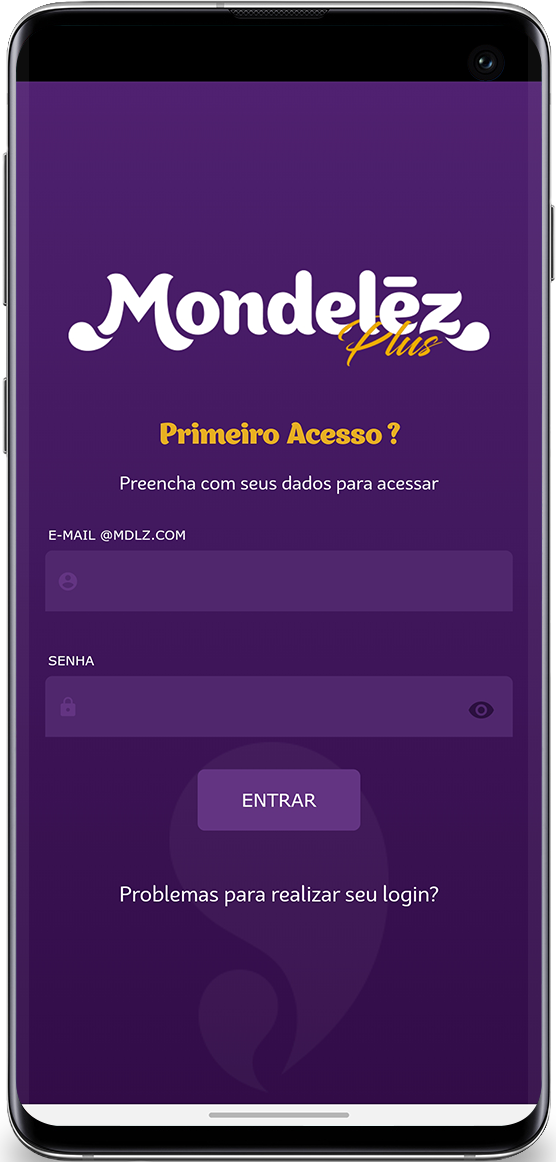 Mondelēz
Plus
Primeiro Acesso ?
Preencha com seus dados para acessar
E-MAIL @MDLZ.COM
SENHA
ENTRAR
Problemas para realizar seu login?